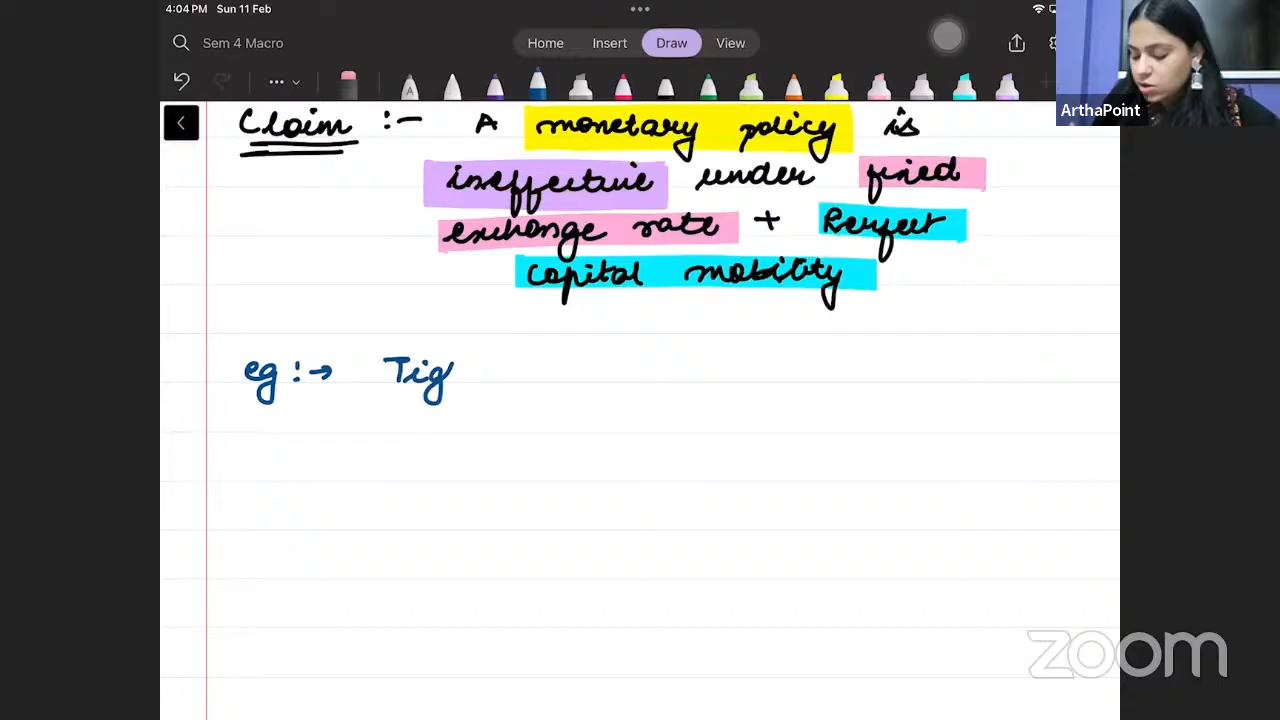 4:04 PM Sun 11 Feb
Sem 4 Macro Home Insert Draw View
ArthaPoint
Claim :- A monetary policy is
ineffective under fixed
exchange rate + Perfect
capital mobility
eg :→ Tig
zoom